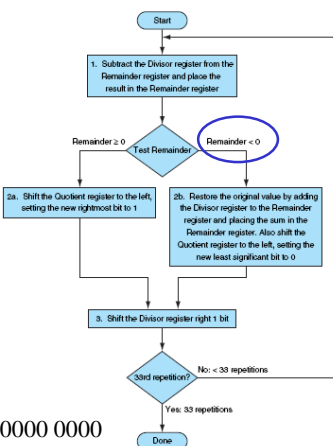 Start
1. Subtract the Divisor register from the
Remainder register and place the
result in the Remainder register
Remainder ≥ 0
Test Remainder
Remainder < 0
2a. Shift the Quotient register to the left,
setting the new rightmost bit to 1
2b. Restore the original value by adding
the Divisor register to the Remainder
register and placing the sum in the
Remainder register. Also shift the
Quotient register to the left, setting the
new least significant bit to 0
3. Shift the Divisor register right 1 bit
33rd repetition?
No: < 33 repetitions
Yes: 33 repetitions
0000 0000
Done